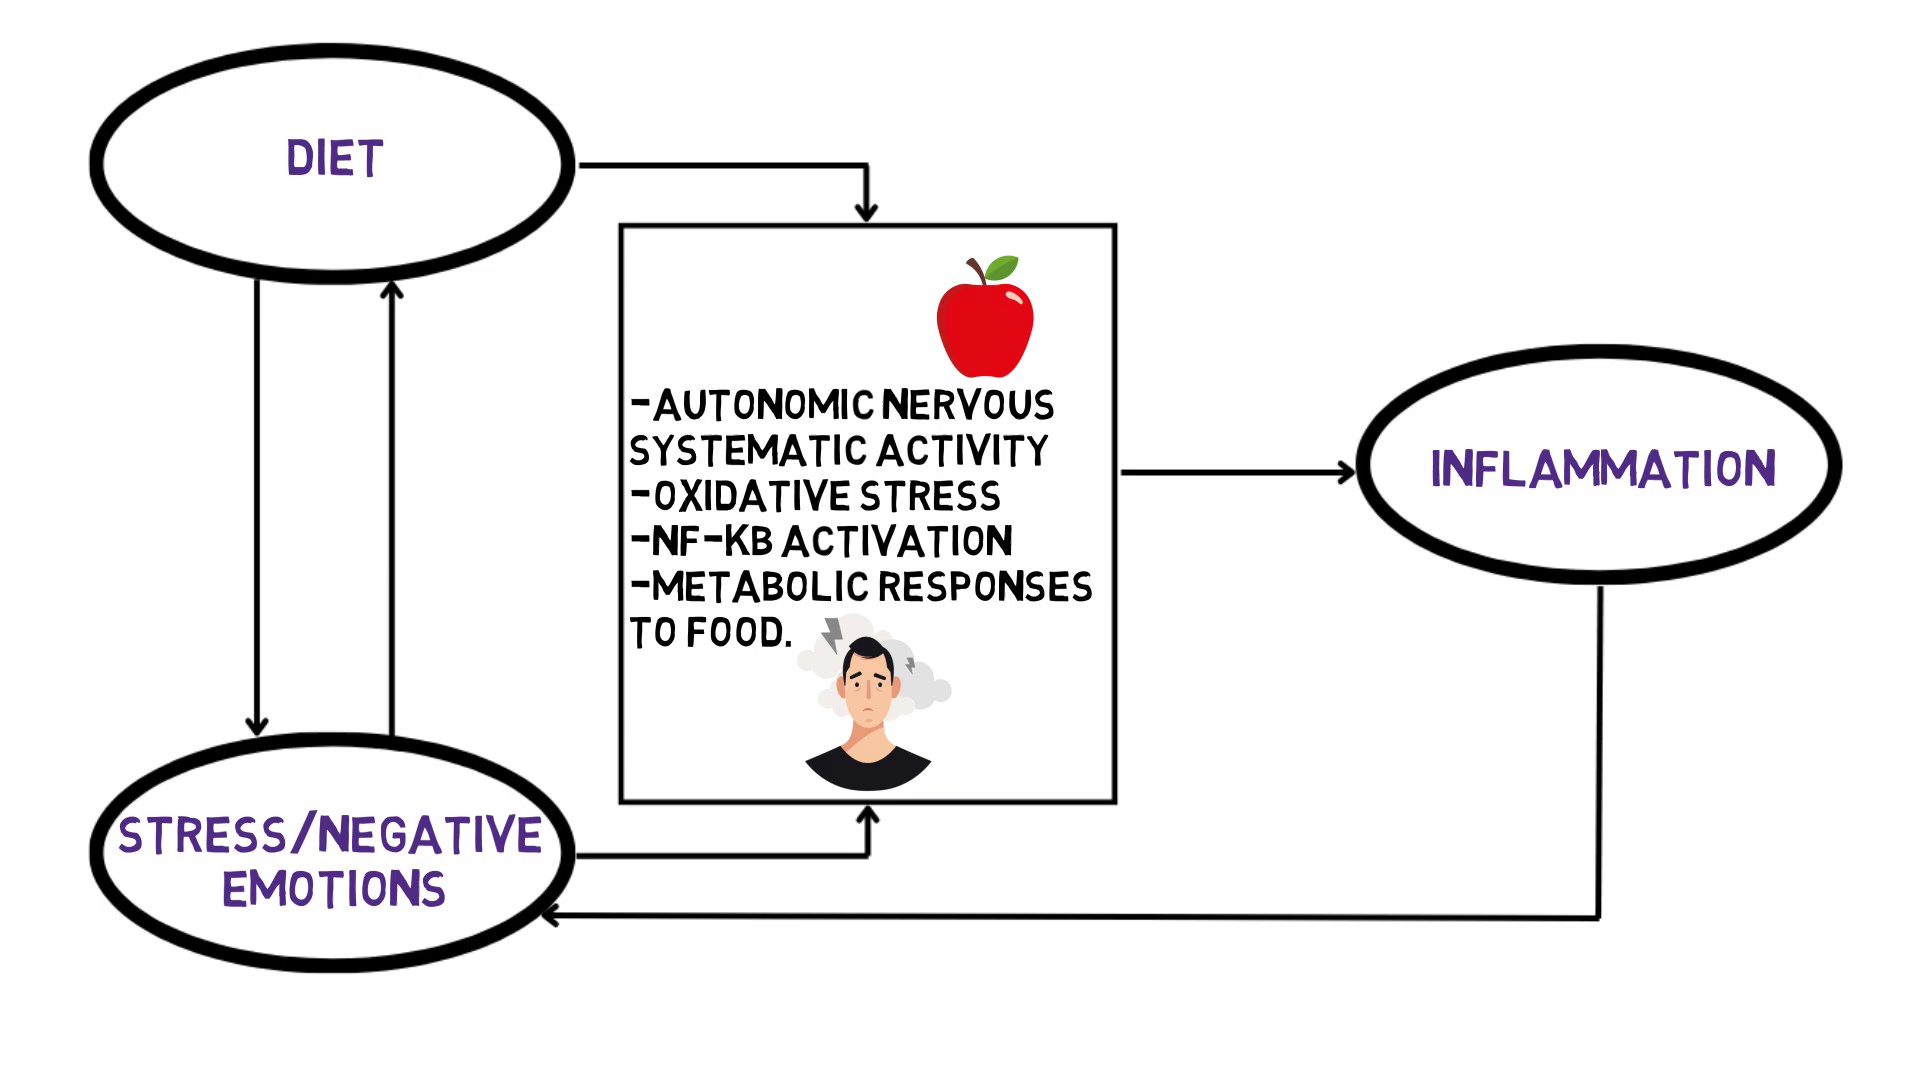 DIET
-AUTONOMIC NERVOUS
SYSTEMATIC ACTIVITY
-OXIDATIVE STRESS
-NF-KB ACTIVATION
-METABOLIC RESPONSES
TO FOOD.
INFLAMMATION
STRESS/NEGATIVE
EMOTIONS